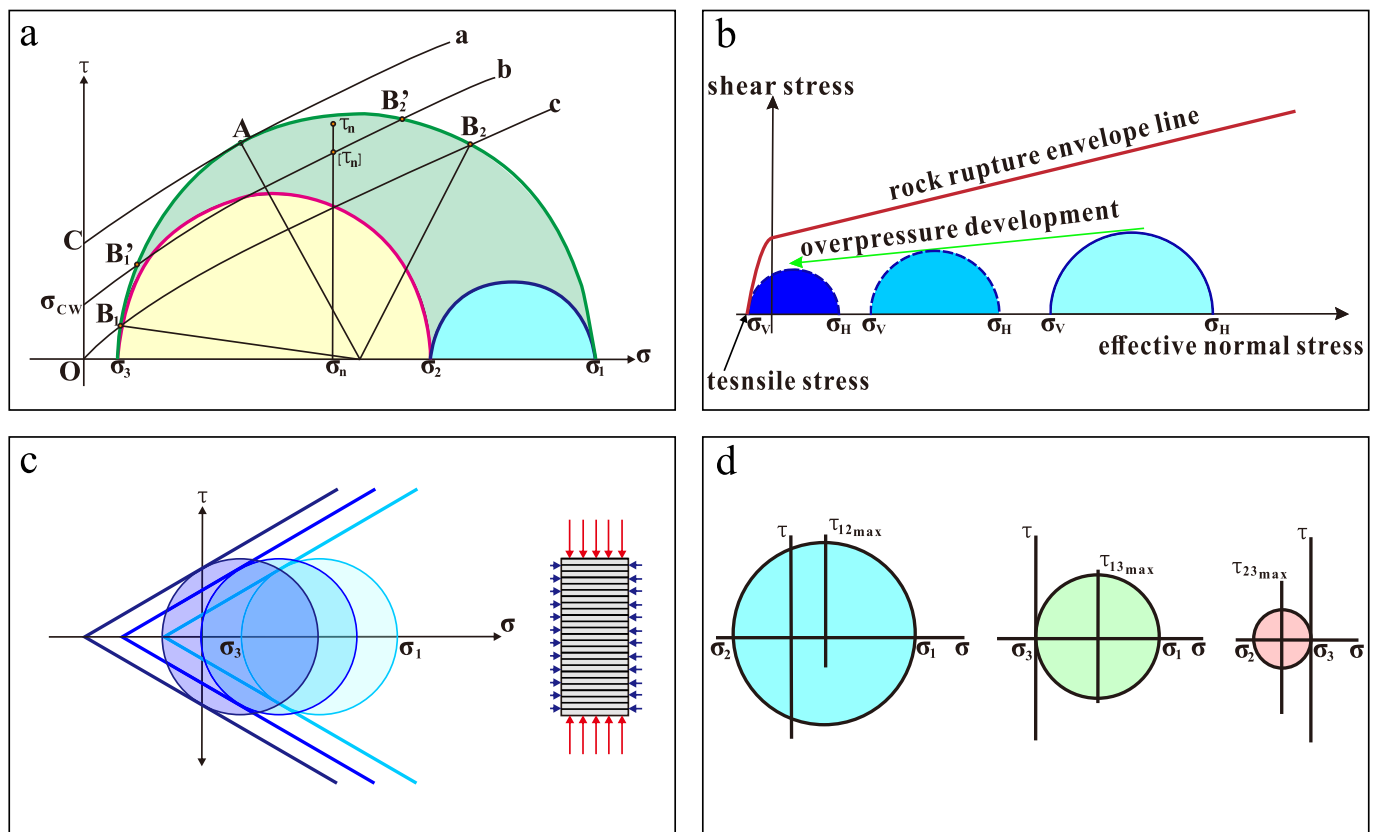 a
τ
a
b
c
A
B₂’
B₂
τₙ
[τₙ]
C
B₁’
σCW
B₁
O
σ₃
σₙ
σ₂
σ₁
σ
b
shear stress
rock rupture envelope line
overpressure development
σV
σH
σV
σH
σV
σH
effective normal stress
tesnsile stress
c
τ
σ
σ₃
σ₁
d
τ
τ₁₂max
σ₂
σ₁
σ
τ
τ₁₃max
σ₃
σ₁
σ
τ
τ₂₃max
σ₂
σ₃
σ